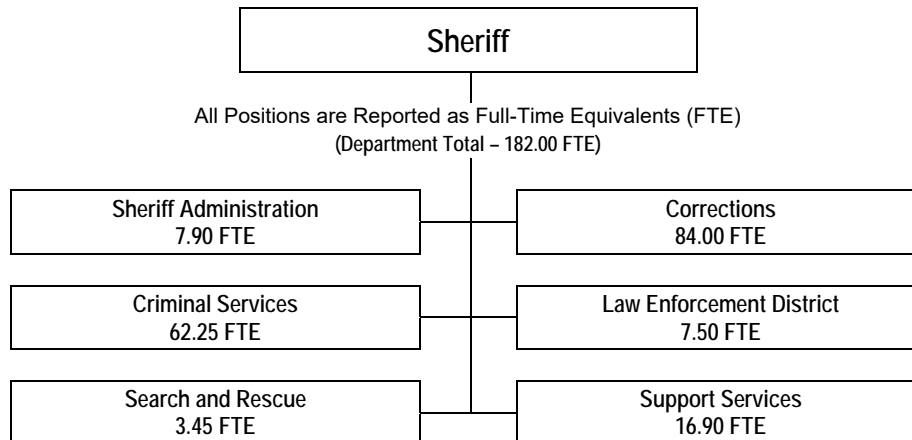 Sheriff
All Positions are Reported as Full-Time Equivalents (FTE)
(Department Total – 182.00 FTE)
Sheriff Administration
7.90 FTE
Corrections
84.00 FTE
Criminal Services
62.25 FTE
Law Enforcement District
7.50 FTE
Search and Rescue
3.45 FTE
Support Services
16.90 FTE